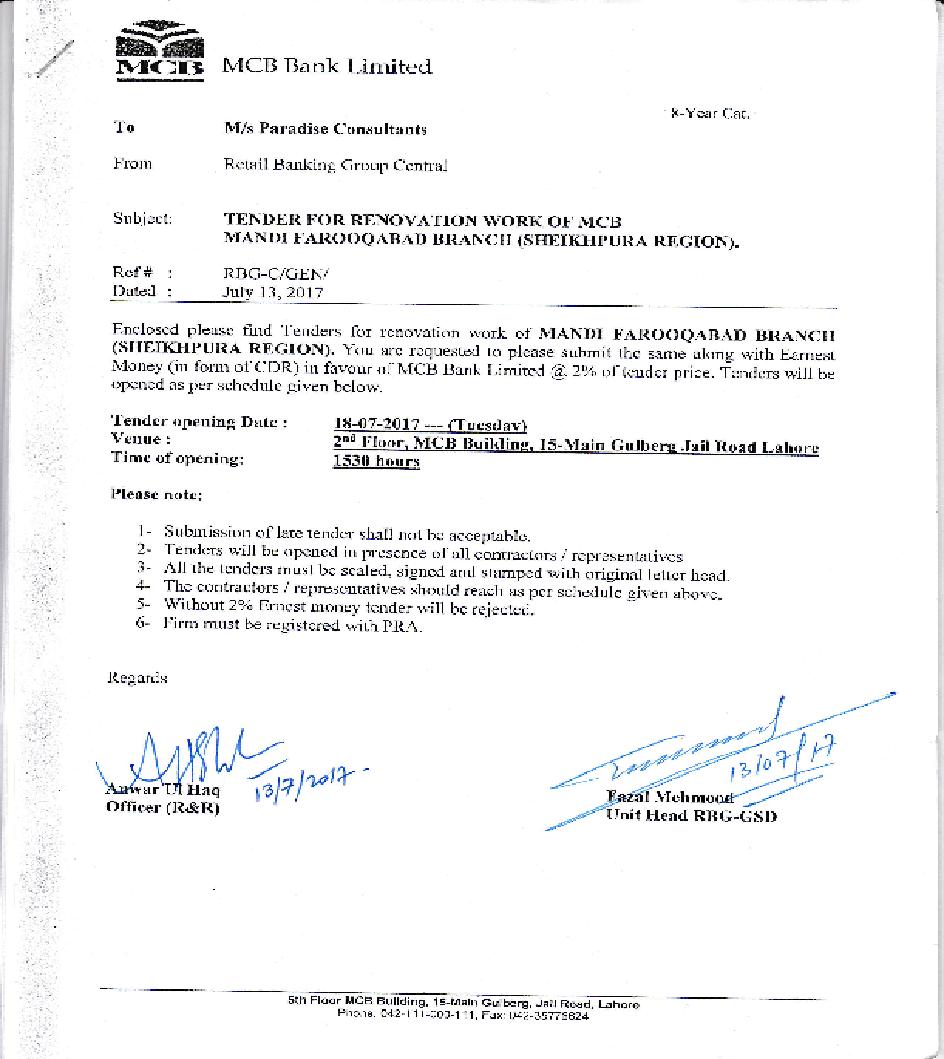 MCB
MCB Bank Limited
8-Year Cat.
To M/s Paradise Consultants
From Retail Banking Group Central
Subject: TENDER FOR RENOVATION WORK OF MCB
MANDI FAROOQABAD BRANCH (SHEIKHPURA REGION).
Ref # : RBG-C/GEN/
Dated : July 13, 2017
Enclosed please find Tenders for renovation work of MANDI FAROOQABAD BRANCH
(SHEIKHPURA REGION). You are requested to please submit the same along with Earnest
Money (in form of CDR) in favour of MCB Bank Limited @ 2% of tender price. Tenders will be
opened as per schedule given below.
Tender opening Date : 18-07-2017 --- (Tuesday)
Venue : 2nd Floor, MCB Building, 15-Main Gulberg Jail Road Lahore
Time of opening: 1530 hours
Please note:
1- Submission of late tender shall not be acceptable.
2- Tenders will be opened in presence of all contractors / representatives
3- All the tenders must be sealed, signed and stamped with original letter head.
4- The contractors / representatives should reach as per schedule given above.
5- Without 2% Ernest money tender will be rejected.
6- Firm must be registered with PRA.
Regards
13/7/2017
13/07/17
Anwar Ul Haq
Officer (R&R)
Fazal Mehmood
Unit Head RBG-GSD
5th Floor MCB Building, 15-Main Gulberg, Jail Road, Lahore
Phone: 042-111-000-111, Fax: 042-35775824